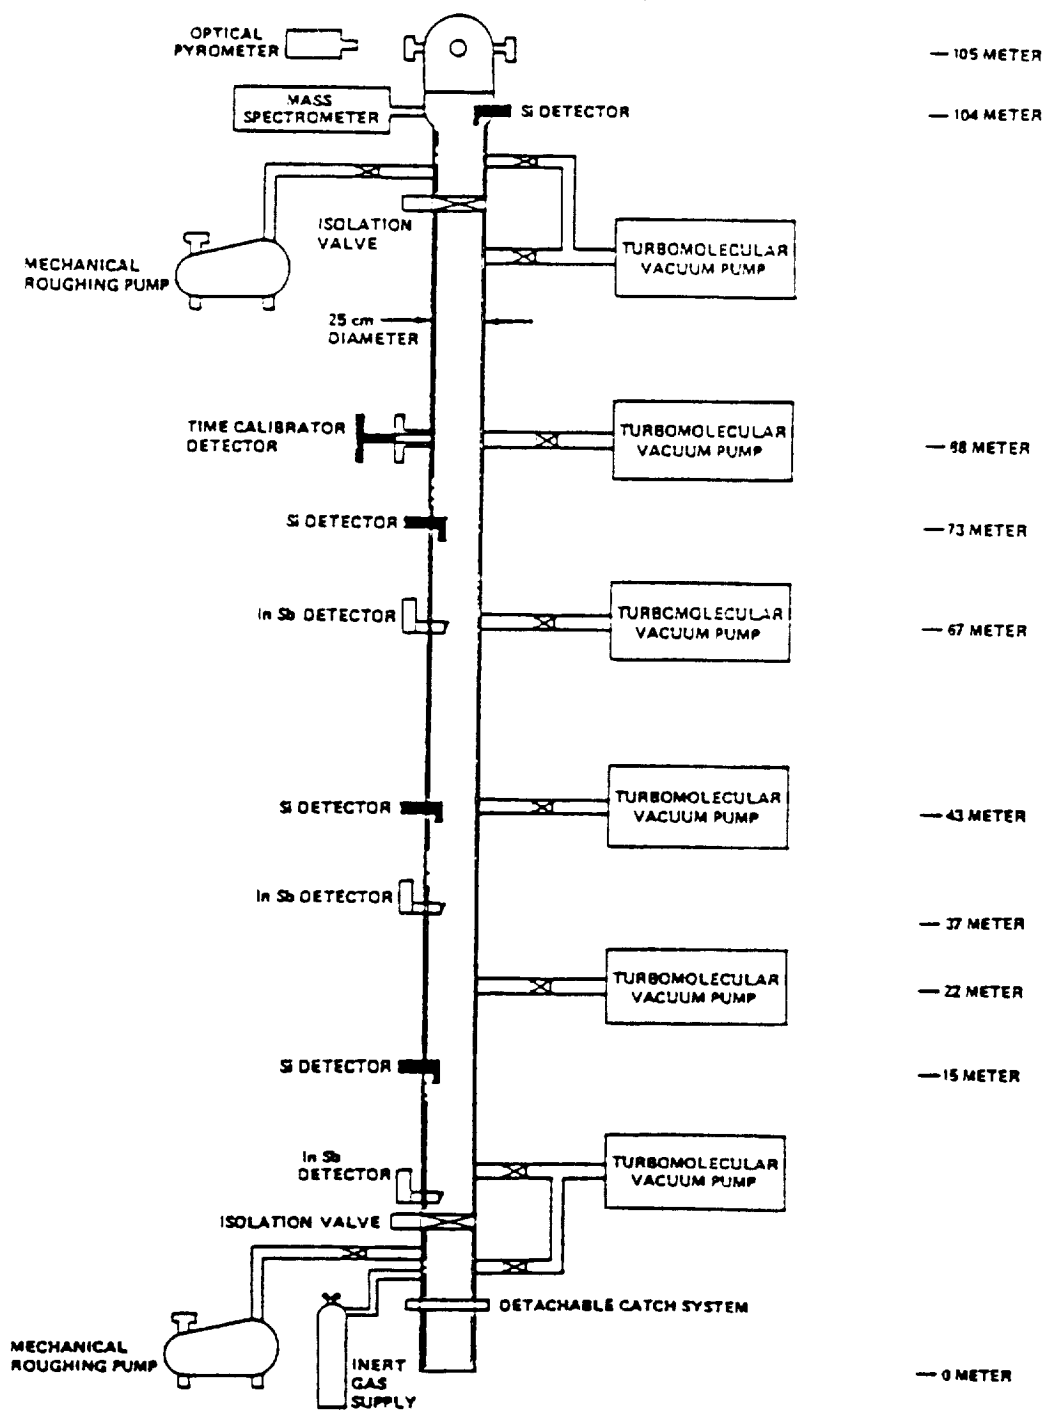 OPTICAL
PYROMETER
105 METER
MASS
SPECTROMETER
Si DETECTOR
104 METER
ISOLATION
VALVE
TURBOMOLECULAR
VACUUM PUMP
MECHANICAL
ROUGHING PUMP
25 cm
DIAMETER
TIME CALIBRATOR
DETECTOR
TURBOMOLECULAR
VACUUM PUMP
88 METER
Si DETECTOR
73 METER
In Sb DETECTOR
TURBOMOLECULAR
VACUUM PUMP
67 METER
Si DETECTOR
TURBOMOLECULAR
VACUUM PUMP
43 METER
In Sb DETECTOR
37 METER
TURBOMOLECULAR
VACUUM PUMP
22 METER
Si DETECTOR
15 METER
In Sb
DETECTOR
TURBOMOLECULAR
VACUUM PUMP
ISOLATION VALVE
DETACHABLE CATCH SYSTEM
MECHANICAL
ROUGHING PUMP
INERT
GAS
SUPPLY
0 METER